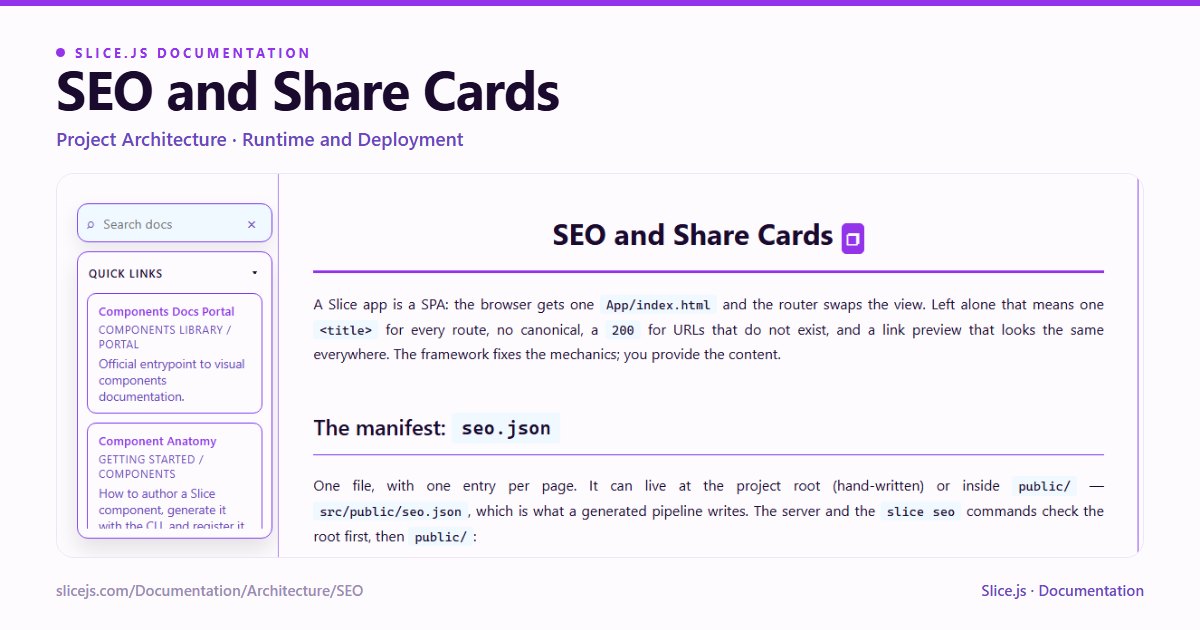 SLICE.JS DOCUMENTATION
SEO and Share Cards
Project Architecture · Runtime and Deployment
Search docs
QUICK LINKS
Components Docs Portal
COMPONENTS LIBRARY /
PORTAL
Official entrypoint to visual
components
documentation.
Component Anatomy
GETTING STARTED /
COMPONENTS
How to author a Slice
component, generate it
with the CLI, and register it
SEO and Share Cards
A Slice app is a SPA: the browser gets one App/index.html and the router swaps the view. Left alone that means one
<title> for every route, no canonical, a 200 for URLs that do not exist, and a link preview that looks the same
everywhere. The framework fixes the mechanics; you provide the content.
The manifest: seo.json
One file, with one entry per page. It can live at the project root (hand-written) or inside public/ —
src/public/seo.json , which is what a generated pipeline writes. The server and the slice seo commands check the
root first, then public/ :
slicejs.com/Documentation/Architecture/SEO
Slice.js · Documentation